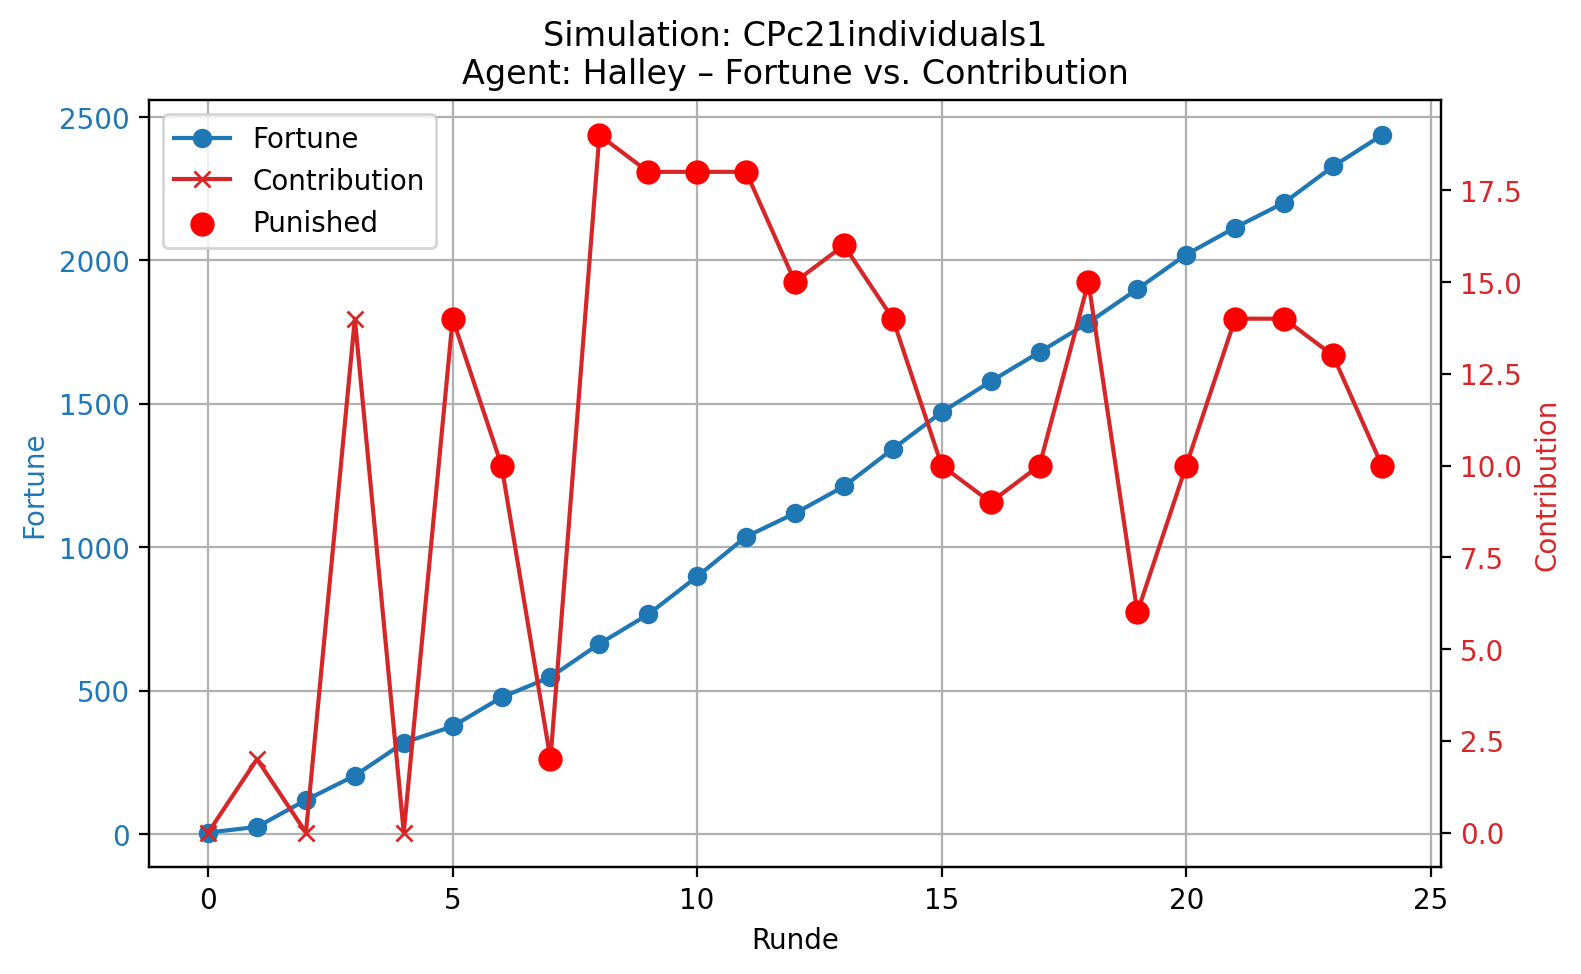 Simulation: CPc21individuals1
Agent: Halley – Fortune vs. Contribution
Fortune
Contribution
Punished
2500
2000
1500
1000
500
0
Fortune
17.5
15.0
12.5
10.0
7.5
5.0
2.5
0.0
Contribution
0 5 10 15 20 25
Runde